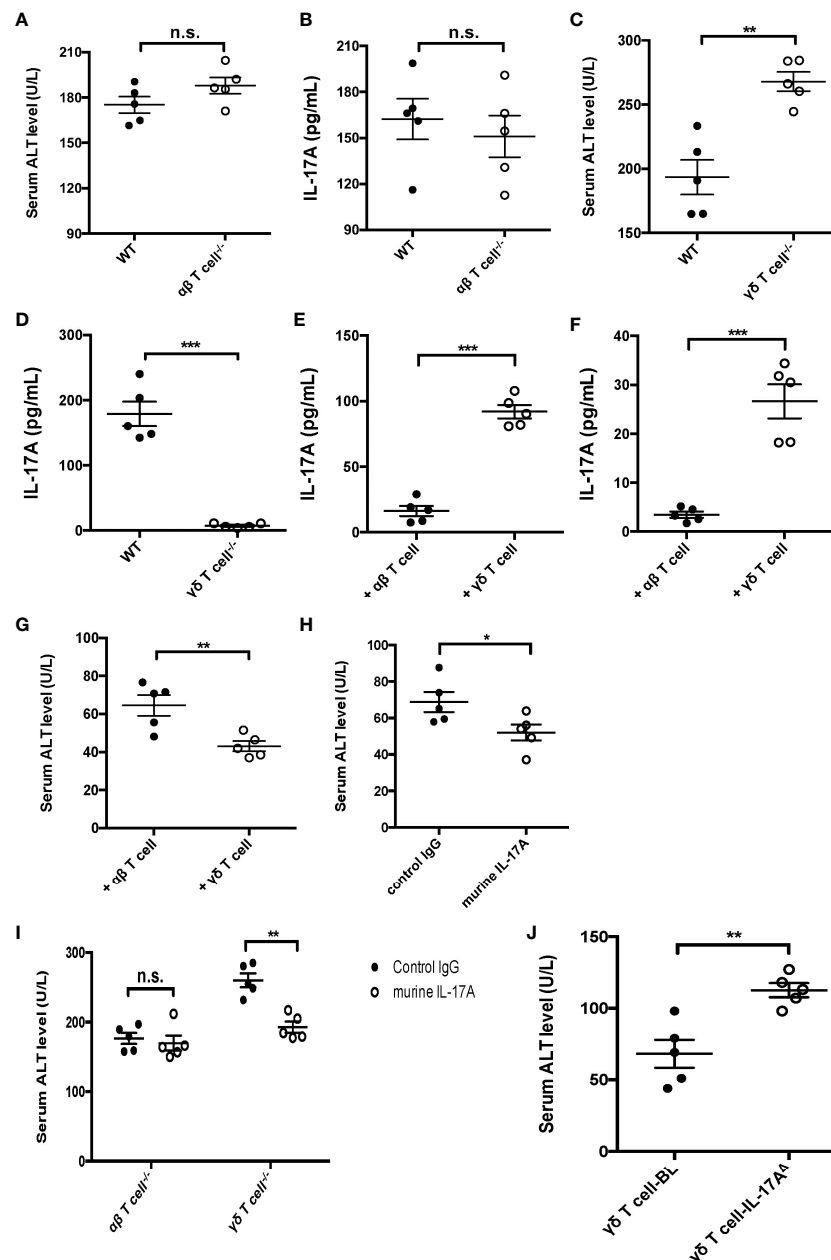 A
n.s.
Serum ALT level (U/L)
210
180
150
120
90
WT
αβ T cell-/-
B
n.s.
IL-17A (pg/mL)
210
180
150
120
90
WT
αβ T cell-/-
C
**
Serum ALT level (U/L)
300
250
200
150
WT
γδ T cell-/-
D
***
IL-17A (pg/mL)
300
200
100
0
WT
γδ T cell-/-
E
***
IL-17A (pg/mL)
150
100
50
0
+ αβ T cell
+ γδ T cell
F
***
IL-17A (pg/mL)
40
30
20
10
0
+ αβ T cell
+ γδ T cell
G
**
Serum ALT level (U/L)
100
80
60
40
20
0
+ αβ T cell
+ γδ T cell
H
*
Serum ALT level (U/L)
100
80
60
40
20
0
control IgG
murine IL-17A
I
n.s.
**
Serum ALT level (U/L)
300
200
100
0
αβ T cell-/-
γδ T cell-/-
Control IgG
murine IL-17A
J
**
Serum ALT level (U/L)
150
100
50
0
γδ T cell-BL
γδ T cell-IL-17AΔ